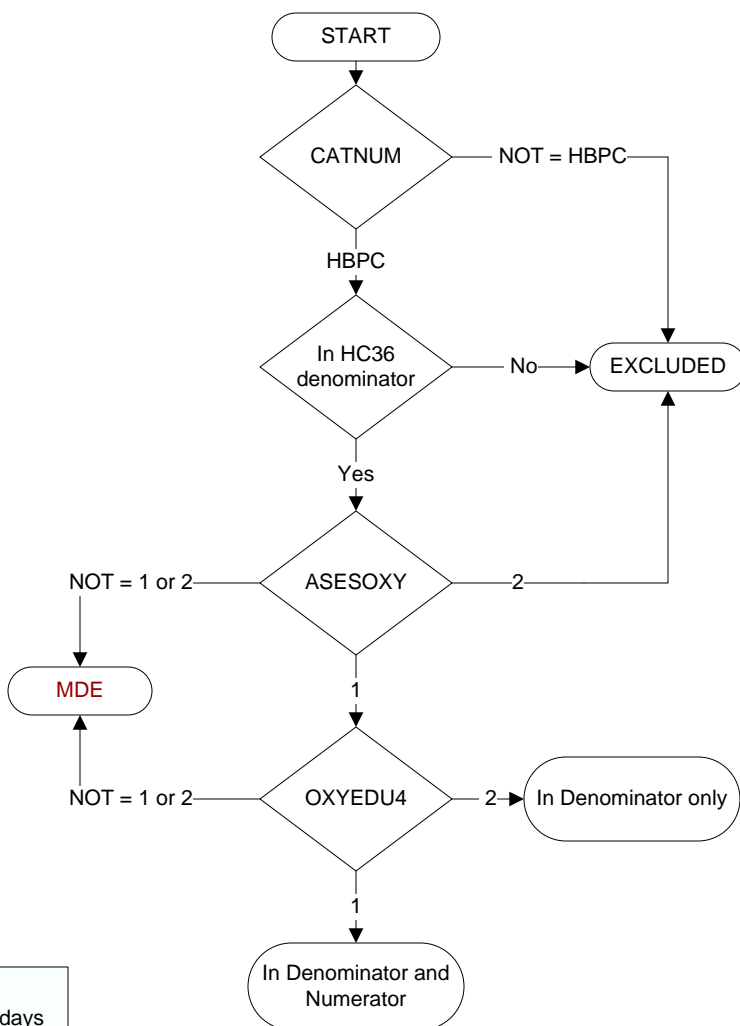 START
CATNUM
NOT = HBPC
HBPC
In HC36
denominator
No
EXCLUDED
Yes
NOT = 1 or 2
ASESOXY
2
MDE
1
NOT = 1 or 2
OXYEDU4
2
In Denominator only
1
In Denominator and
Numerator
days